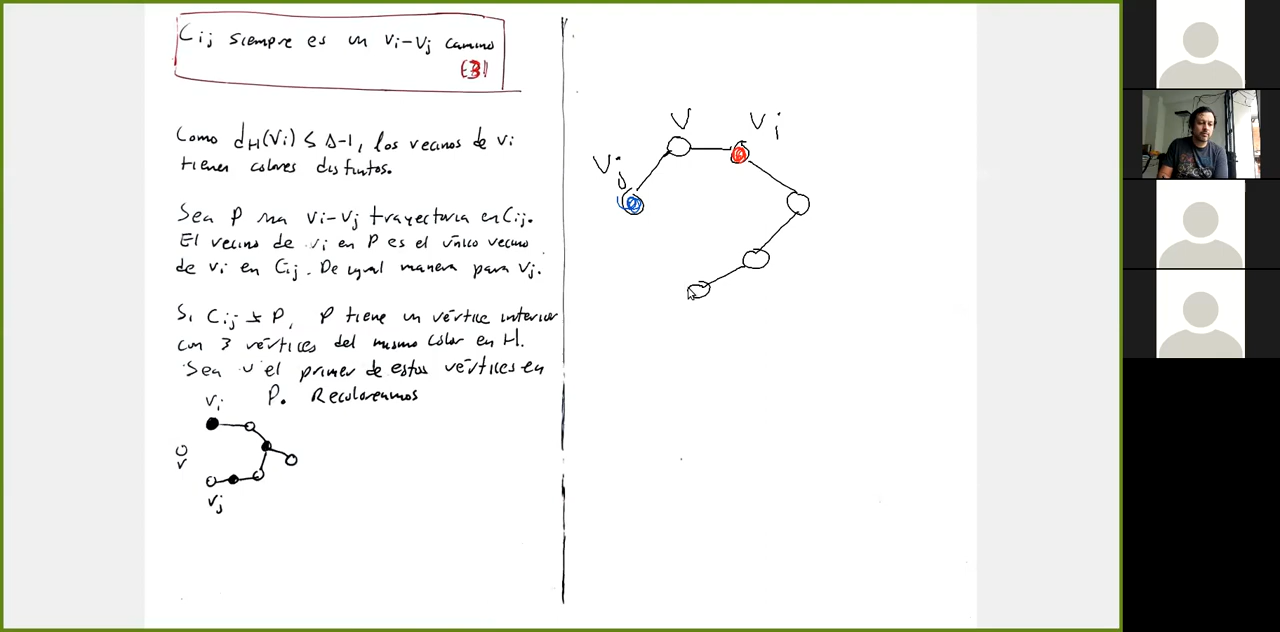 Cij siempre es un vi-vj camino
(3)
Como dH(vi) ≤ Δ-1, los vecinos de vi
tienen colores distintos.
Sea P una vi-vj trayectoria en Cij.
El vecino de vi en P es el único vecino
de vi en Cij. De igual manera para vj.
Si Cij ≠ P, P tiene un vértice interior
con 3 vértices del mismo color en H.
Sea u el primer de estos vértices en
P. Recoloreamos
vi
v
vj
v
vi
vj